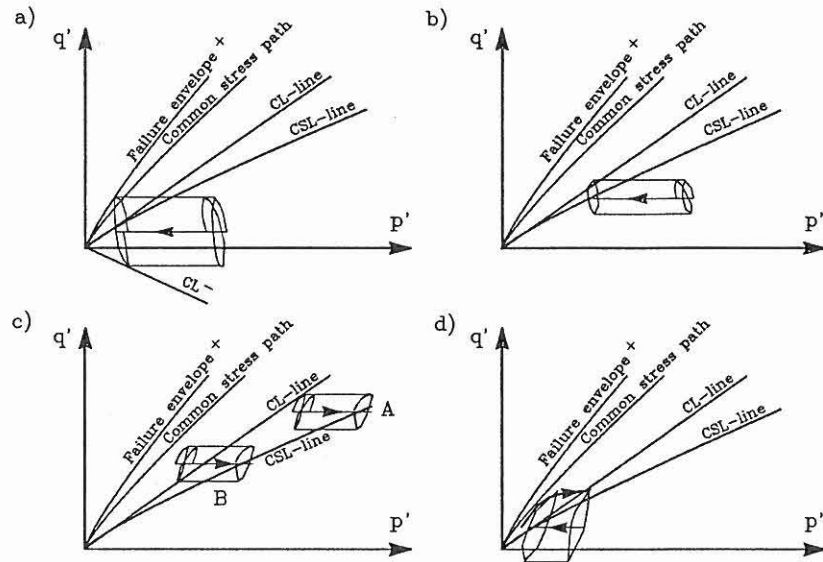 a)
q'
Failure envelope +
Common stress path
CL-line
CSL-line
p'
CL-
b)
q'
Failure envelope +
Common stress path
CL-line
CSL-line
p'
c)
q'
Failure envelope +
Common stress path
CL-line
CSL-line
A
B
p'
d)
q'
Failure envelope +
Common stress path
CL-line
CSL-line
p'